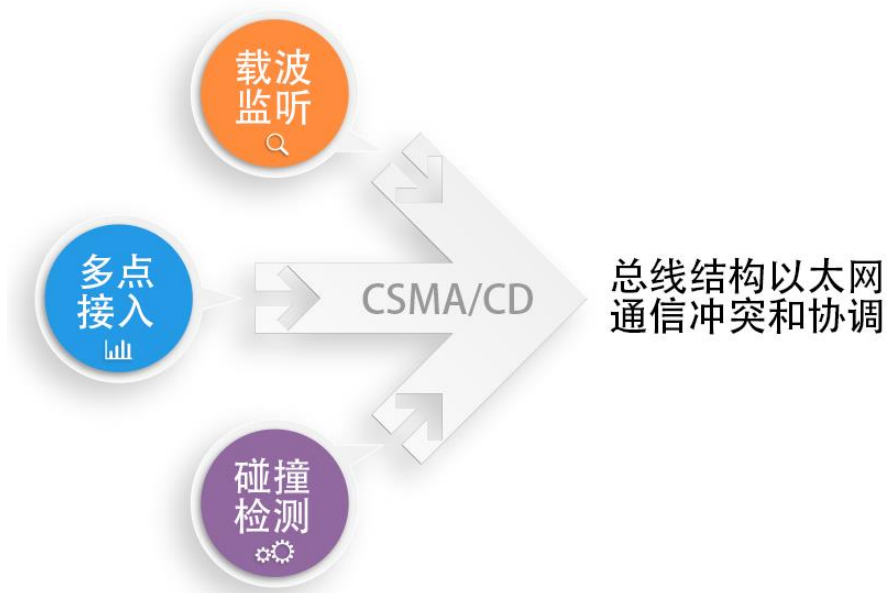 载波
监听
多点
接入
CSMA/CD
总线结构以太网
通信冲突和协调
碰撞
检测